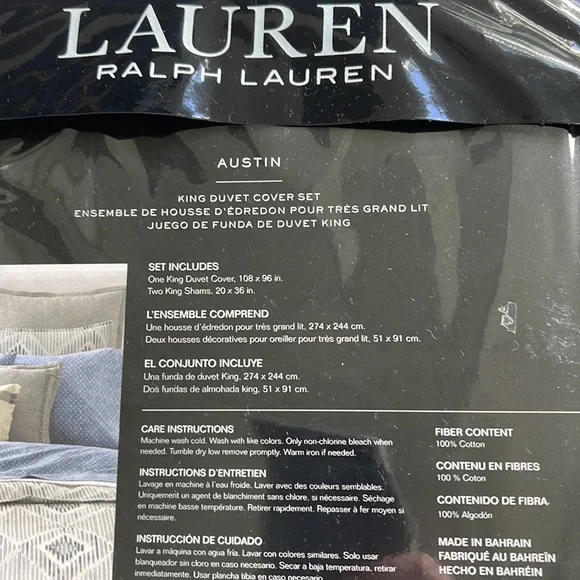 LAUREN
RALPH LAUREN
AUSTIN
KING DUVET COVER SET
ENSEMBLE DE HOUSSE D'ÉDREDON POUR TRÈS GRAND LIT
JUEGO DE FUNDA DE DUVET KING
SET INCLUDES
One King Duvet Cover, 108 x 96 in.
Two King Shams, 20 x 36 in.
L'ENSEMBLE COMPREND
Une housse d'édredon pour très grand lit, 274 x 244 cm.
Deux housses décoratives pour oreiller pour très grand lit, 51 x 91 cm.
EL CONJUNTO INCLUYE
Una funda de duvet King, 274 x 244 cm.
Dos fundas de almohada king, 51 x 91 cm.
CARE INSTRUCTIONS
Machine wash cold. Wash with like colors. Only non-chlorine bleach when
needed. Tumble dry low remove promptly. Warm iron if needed.
INSTRUCTIONS D'ENTRETIEN
Lavage en machine à l'eau froide. Laver avec des couleurs semblables.
Uniquement un agent de blanchiment sans chlore, si nécessaire. Séchage
en machine basse température. Retirer rapidement. Repasser à fer moyen si
nécessaire.
INSTRUCCIÓN DE CUIDADO
Lavar a máquina con agua fría. Lavar con colores similares. Solo usar
blanqueador sin cloro en caso necesario. Secar a baja temperatura, retirar
inmediatamente. Usar plancha tibia en caso necesario.
FIBER CONTENT
100% Cotton
CONTENU EN FIBRES
100 % Coton
CONTENIDO DE FIBRA
100% Algodón
MADE IN BAHRAIN
FABRIQUÉ AU BAHREÏN
HECHO EN BAHRÉIN